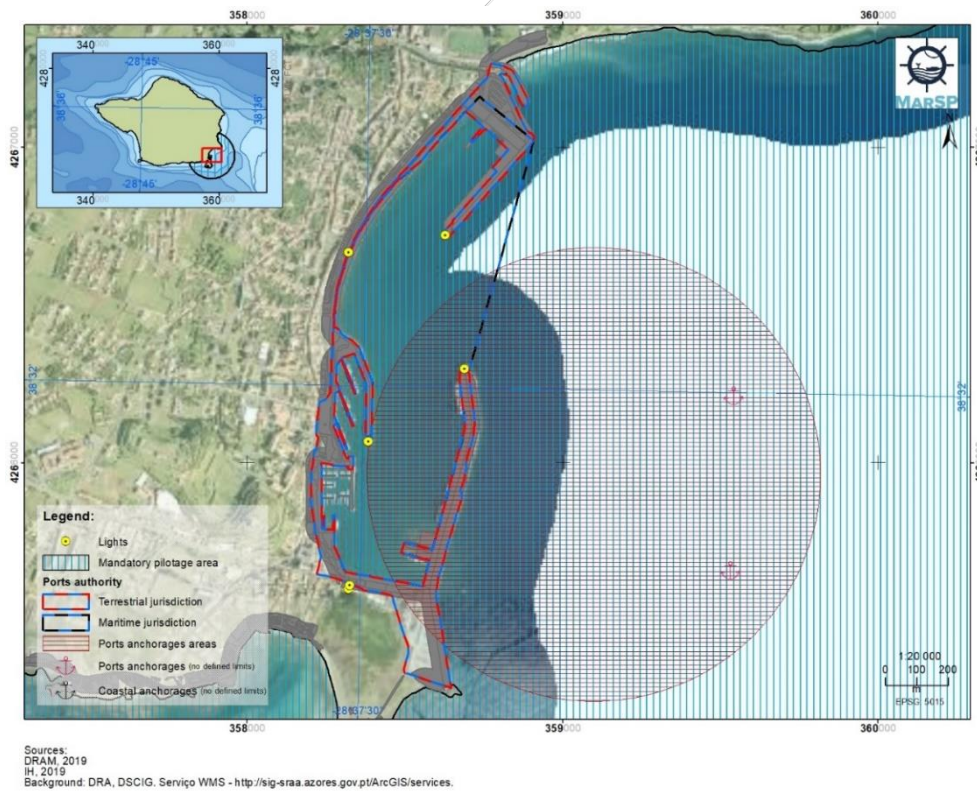 358000
359000
360000
-28°37'30"
340000
360000
-28°45'
428
428
38°36'
38°36'
-28°45'
340000
360000
MarSP
N
4267000
38°32'
38°32'
4266000
Legend:
Lights
Mandatory pilotage area
Ports authority
Terrestrial jurisdiction
Maritime jurisdiction
Ports anchorages areas
Ports anchorages (no defined limits)
Coastal anchorages (no defined limits)
1:20 000
0 100 200
m
EPSG: 5015
-28°37'30"
358000
359000
360000
Sources:
DRAM, 2019
IH, 2019
Background: DRA, DSCIG. Serviço WMS - http://sig-sraa.azores.gov.pt/ArcGIS/services.